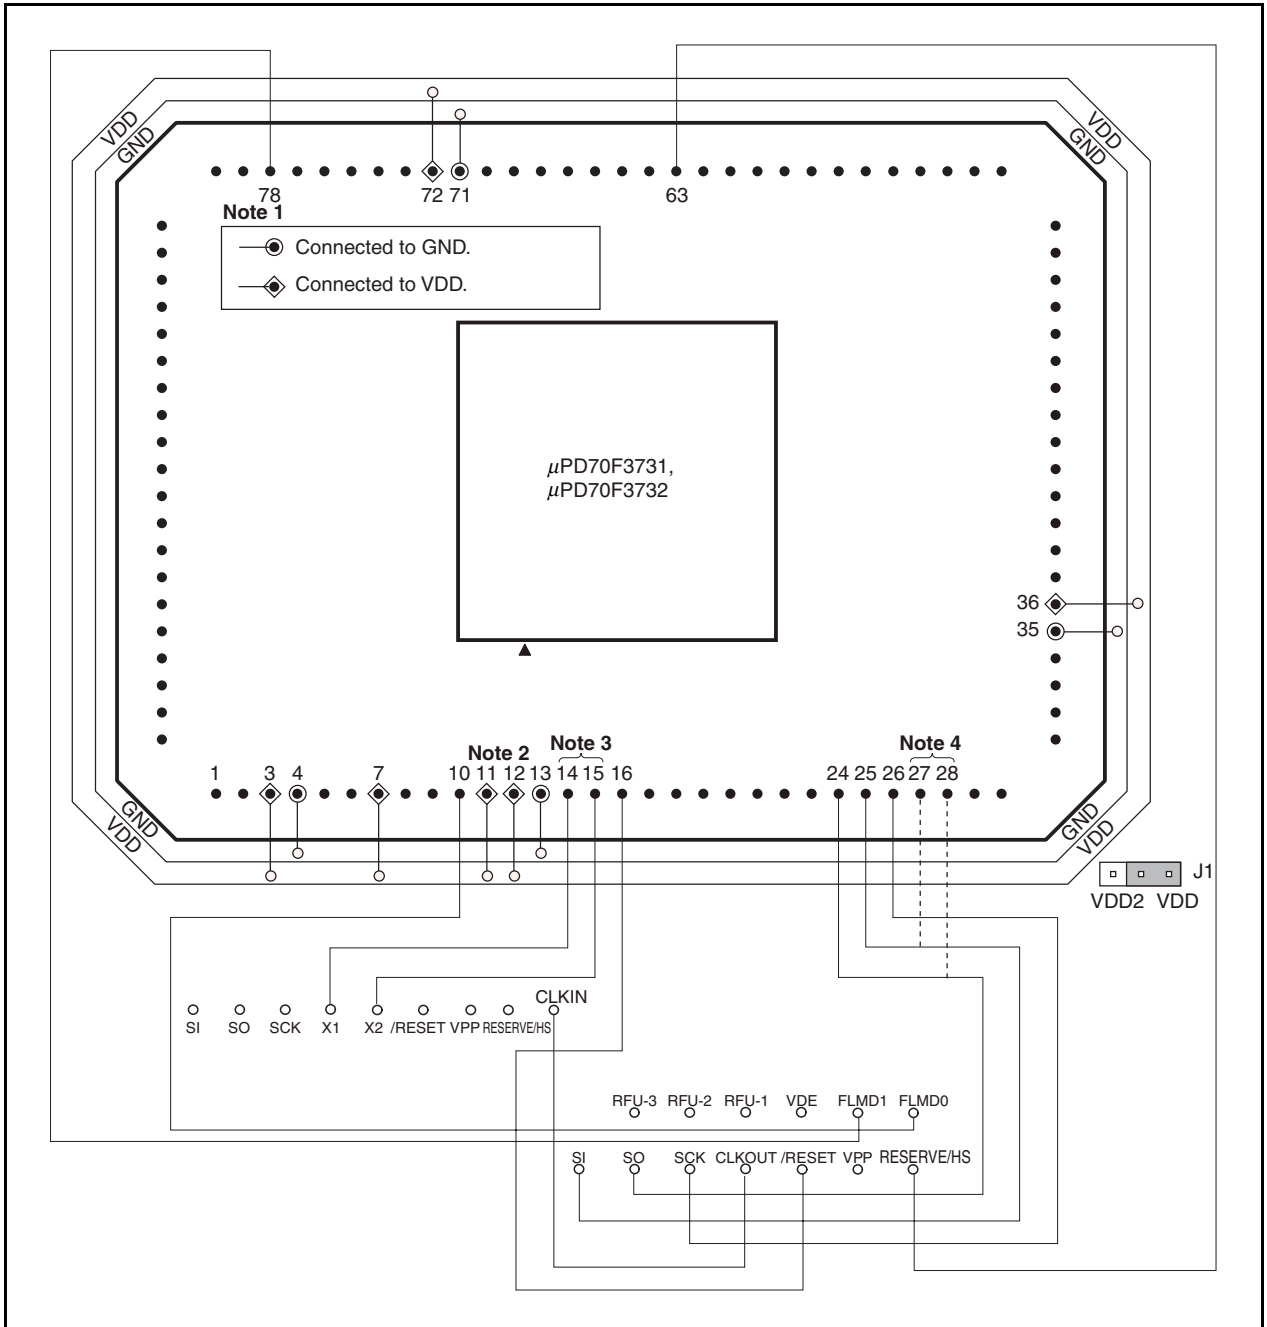 VDD
GND
VDD
GND
78
72 71
63
Note 1
Connected to GND.
Connected to VDD.
μPD70F3731,
μPD70F3732
36
35
Note 2
Note 3
Note 4
1 3 4 7 10 11 12 13 14 15 16 24 25 26 27 28
GND
VDD
GND
VDD
J1
VDD2 VDD
CLKIN
SI SO SCK X1 X2 /RESET VPP RESERVE/HS
RFU-3 RFU-2 RFU-1 VDE FLMD1 FLMD0
SI SO SCK CLKOUT /RESET VPP RESERVE/HS